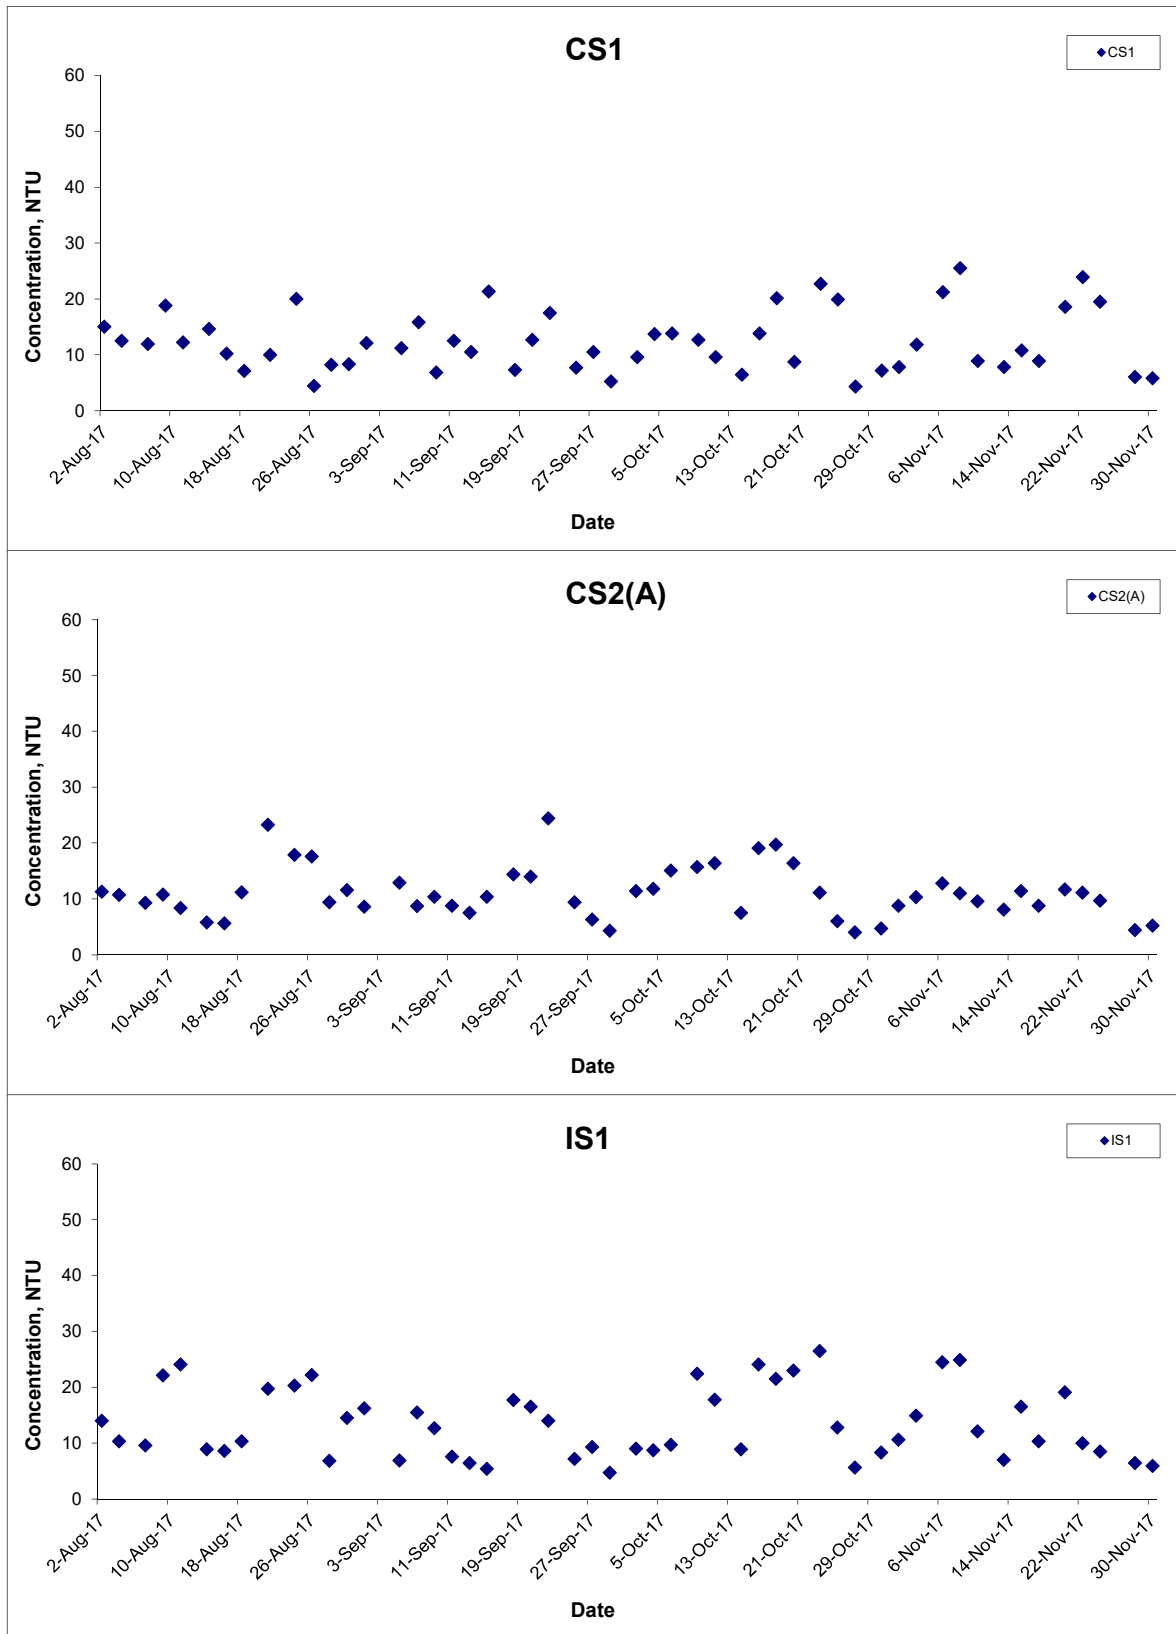 CS1
CS1
60
50
40
30
20
10
0
Concentration, NTU
2-Aug-17
10-Aug-17
18-Aug-17
26-Aug-17
3-Sep-17
11-Sep-17
19-Sep-17
27-Sep-17
5-Oct-17
13-Oct-17
21-Oct-17
29-Oct-17
6-Nov-17
14-Nov-17
22-Nov-17
30-Nov-17
Date
CS2(A)
CS2(A)
60
50
40
30
20
10
0
Concentration, NTU
2-Aug-17
10-Aug-17
18-Aug-17
26-Aug-17
3-Sep-17
11-Sep-17
19-Sep-17
27-Sep-17
5-Oct-17
13-Oct-17
21-Oct-17
29-Oct-17
6-Nov-17
14-Nov-17
22-Nov-17
30-Nov-17
Date
IS1
IS1
60
50
40
30
20
10
0
Concentration, NTU
2-Aug-17
10-Aug-17
18-Aug-17
26-Aug-17
3-Sep-17
11-Sep-17
19-Sep-17
27-Sep-17
5-Oct-17
13-Oct-17
21-Oct-17
29-Oct-17
6-Nov-17
14-Nov-17
22-Nov-17
30-Nov-17
Date